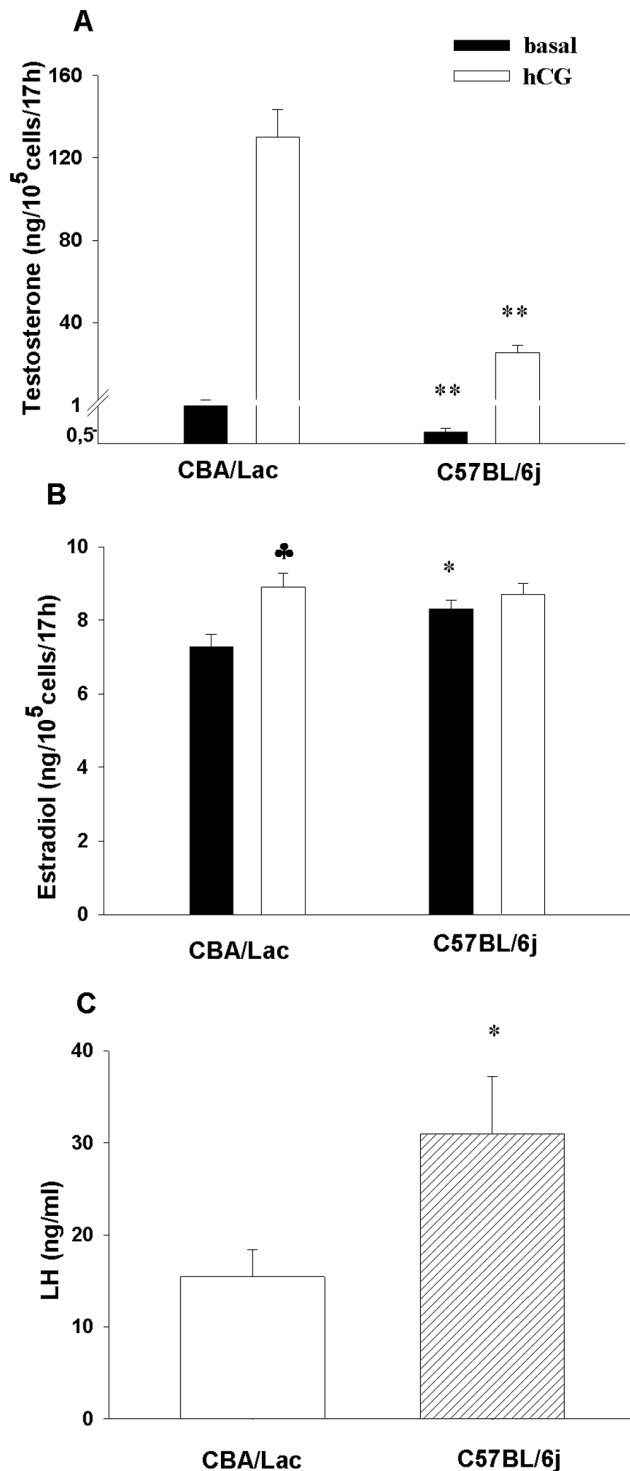 A
basal
hCG
160
120
80
40
1
0.5
Testosterone (ng/10⁵cells/17h)
**
**
CBA/Lac
C57BL/6j
B
10
8
6
4
2
0
Estradiol (ng/10⁵cells/17h)
♣
*
CBA/Lac
C57BL/6j
C
40
30
20
10
0
LH (ng/ml)
*
CBA/Lac
C57BL/6j